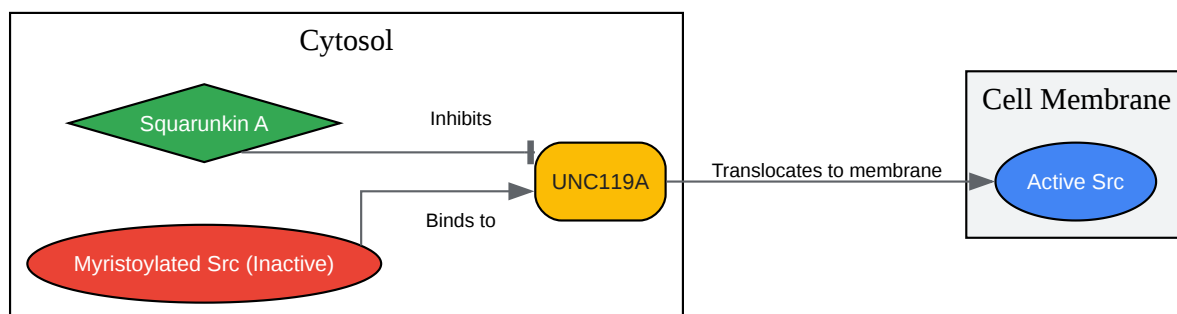 Cytosol
Squarunkin A
Inhibits
UNC119A
Binds to
Myristoylated Src (Inactive)
Translocates to membrane
Cell Membrane
Active Src